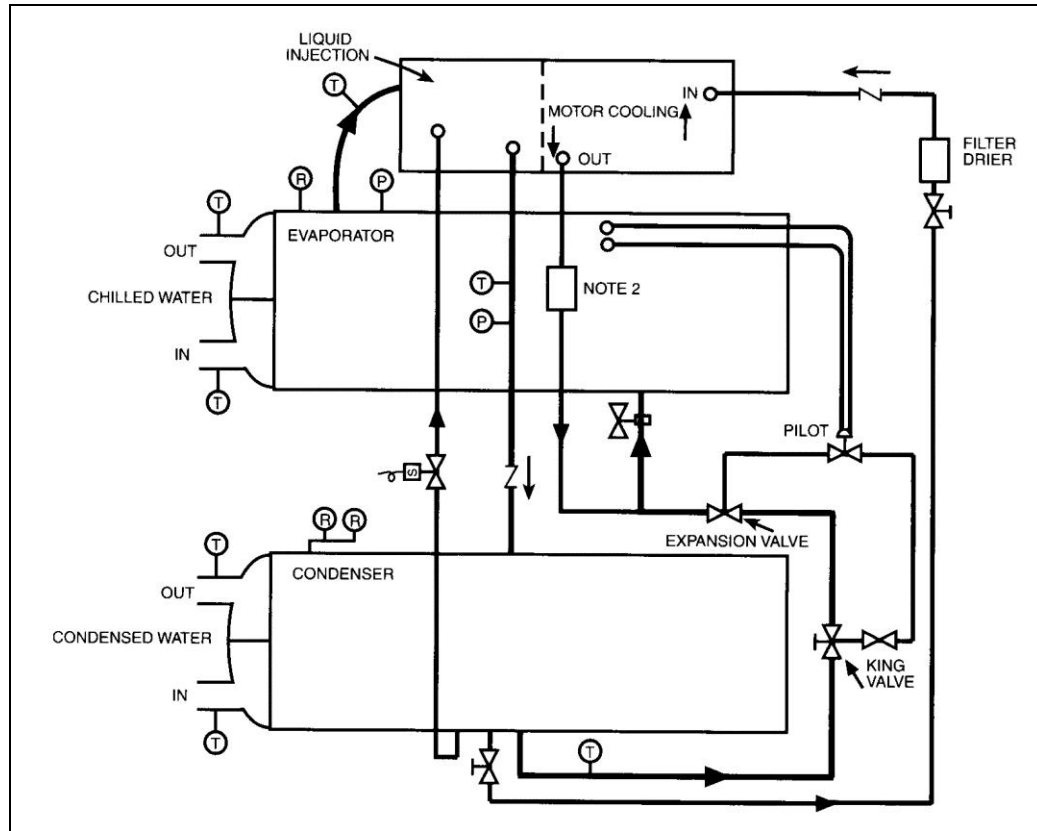 LIQUID
INJECTION
T
IN
MOTOR COOLING
OUT
FILTER
DRIER
R
P
T
EVAPORATOR
OUT
CHILLED WATER
T
NOTE 2
P
IN
T
PILOT
S
R R
EXPANSION VALVE
T
CONDENSER
OUT
CONDENSED WATER
KING
VALVE
IN
T
T